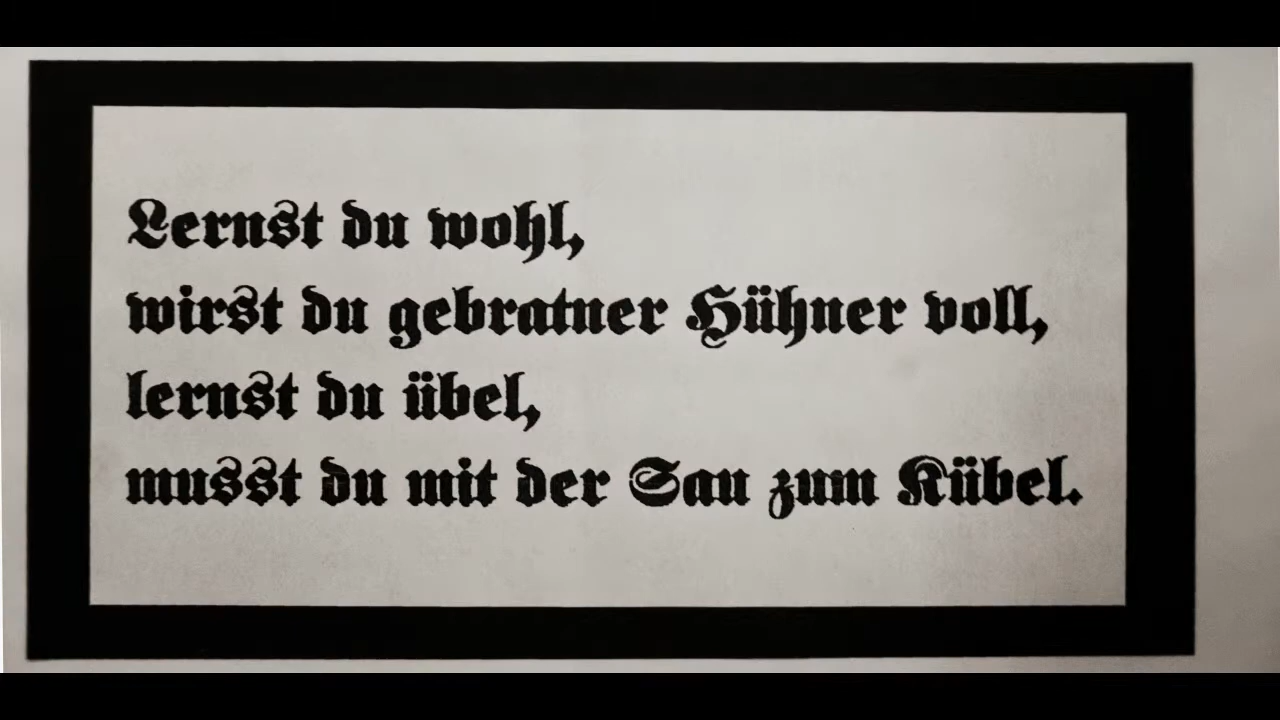 Lernst du wohl,
wirst du gebratner Hühner voll,
lernst du übel,
musst du mit der Sau zum Kübel.